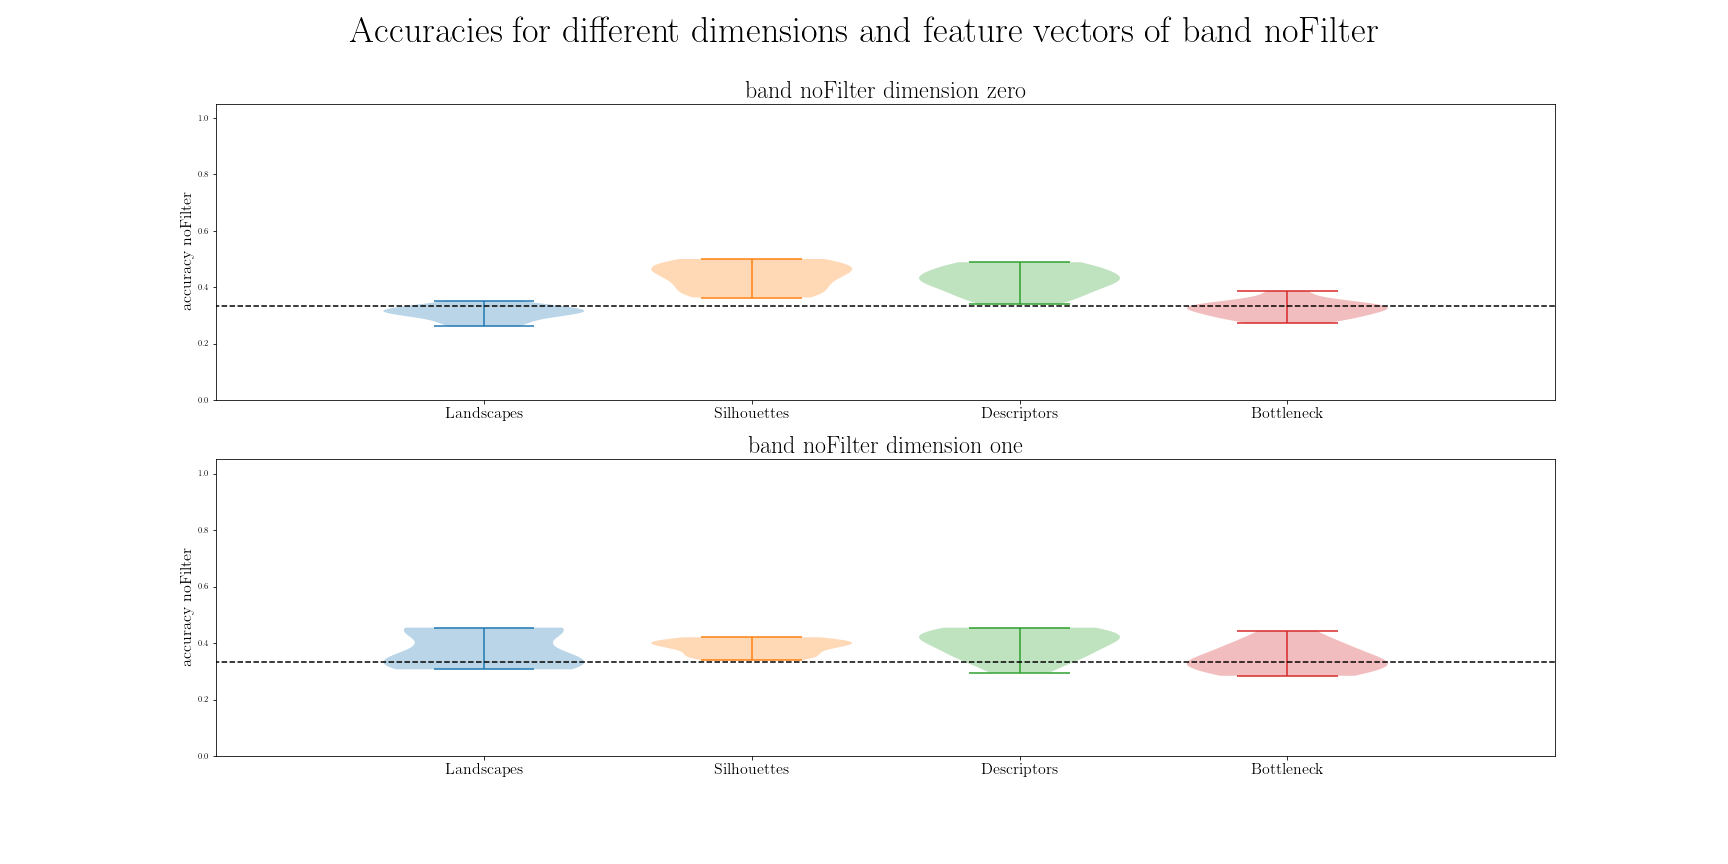 Accuracies for different dimensions and feature vectors of band noFilter
band noFilter dimension zero
accuracy noFilter
1.0
0.8
0.6
0.4
0.2
0.0
Landscapes Silhouettes Descriptors Bottleneck
band noFilter dimension one
accuracy noFilter
1.0
0.8
0.6
0.4
0.2
0.0
Landscapes Silhouettes Descriptors Bottleneck